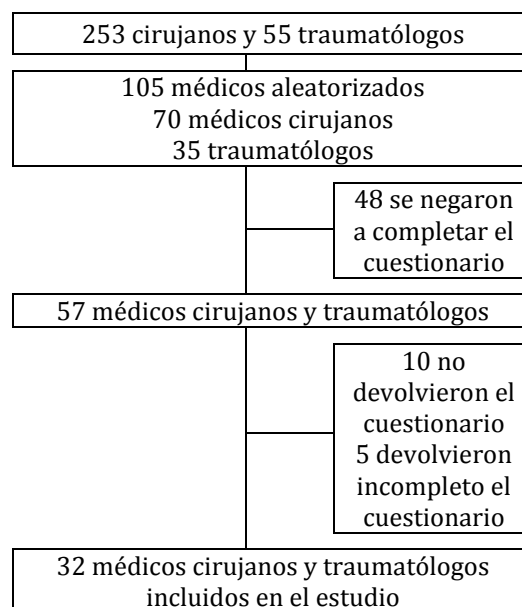 253 cirujanos y 55 traumatólogos
105 médicos aleatorizados
70 médicos cirujanos
35 traumatólogos
48 se negaron
a completar el
cuestionario
57 médicos cirujanos y traumatólogos
10 no
devolvieron el
cuestionario
5 devolvieron
incompleto el
cuestionario
32 médicos cirujanos y traumatólogos
incluidos en el estudio